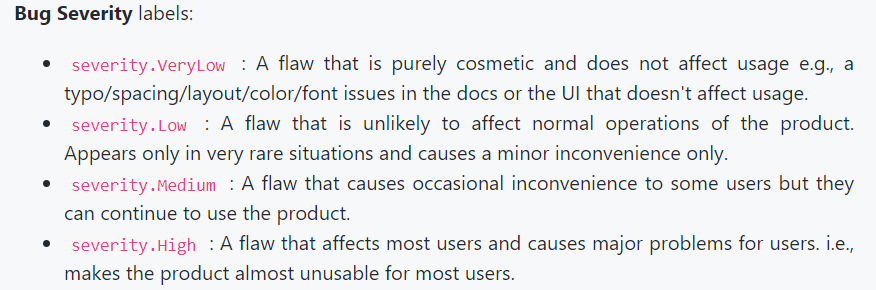 Bug Severity labels:
severity.VeryLow : A flaw that is purely cosmetic and does not affect usage e.g., a
typo/spacing/layout/color/font issues in the docs or the UI that doesn't affect usage.
severity.Low : A flaw that is unlikely to affect normal operations of the product.
Appears only in very rare situations and causes a minor inconvenience only.
severity.Medium : A flaw that causes occasional inconvenience to some users but they
can continue to use the product.
severity.High : A flaw that affects most users and causes major problems for users. i.e.,
makes the product almost unusable for most users.